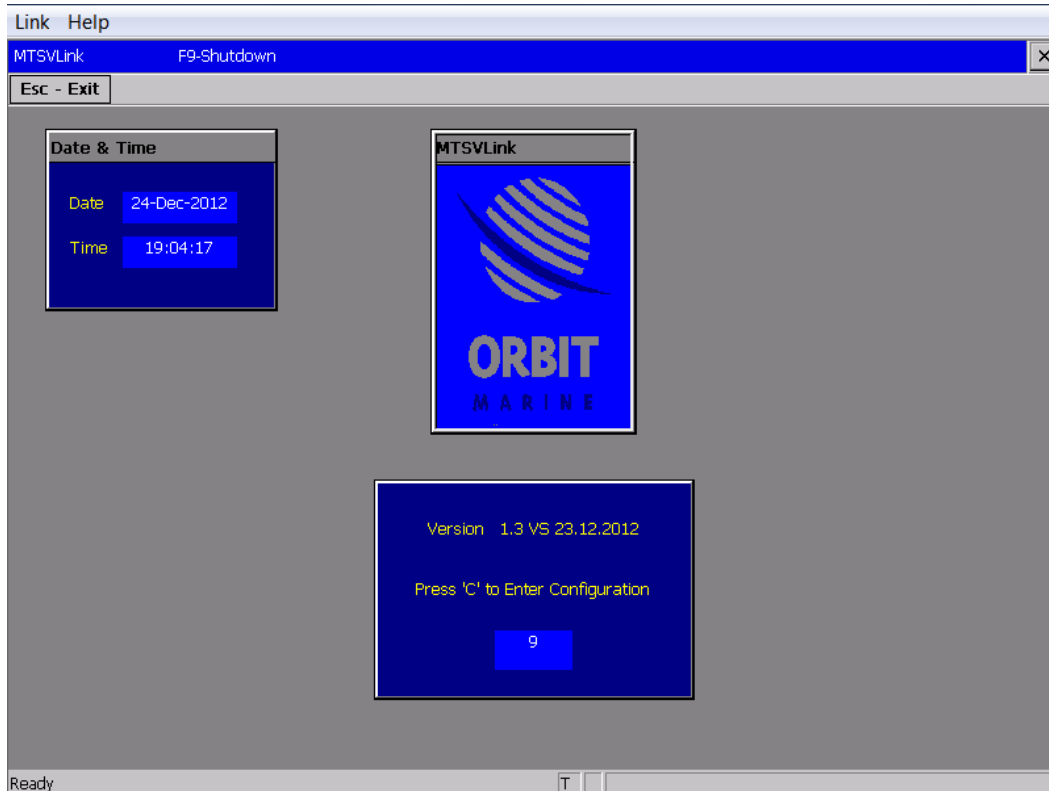 Link Help
MTSVLink F9-Shutdown
Esc - Exit
Date & Time
Date 24-Dec-2012
Time 19:04:17
MTSVLink
ORBIT
MARINE
Version 1.3 VS 23.12.2012
Press 'C' to Enter Configuration
9
Ready T